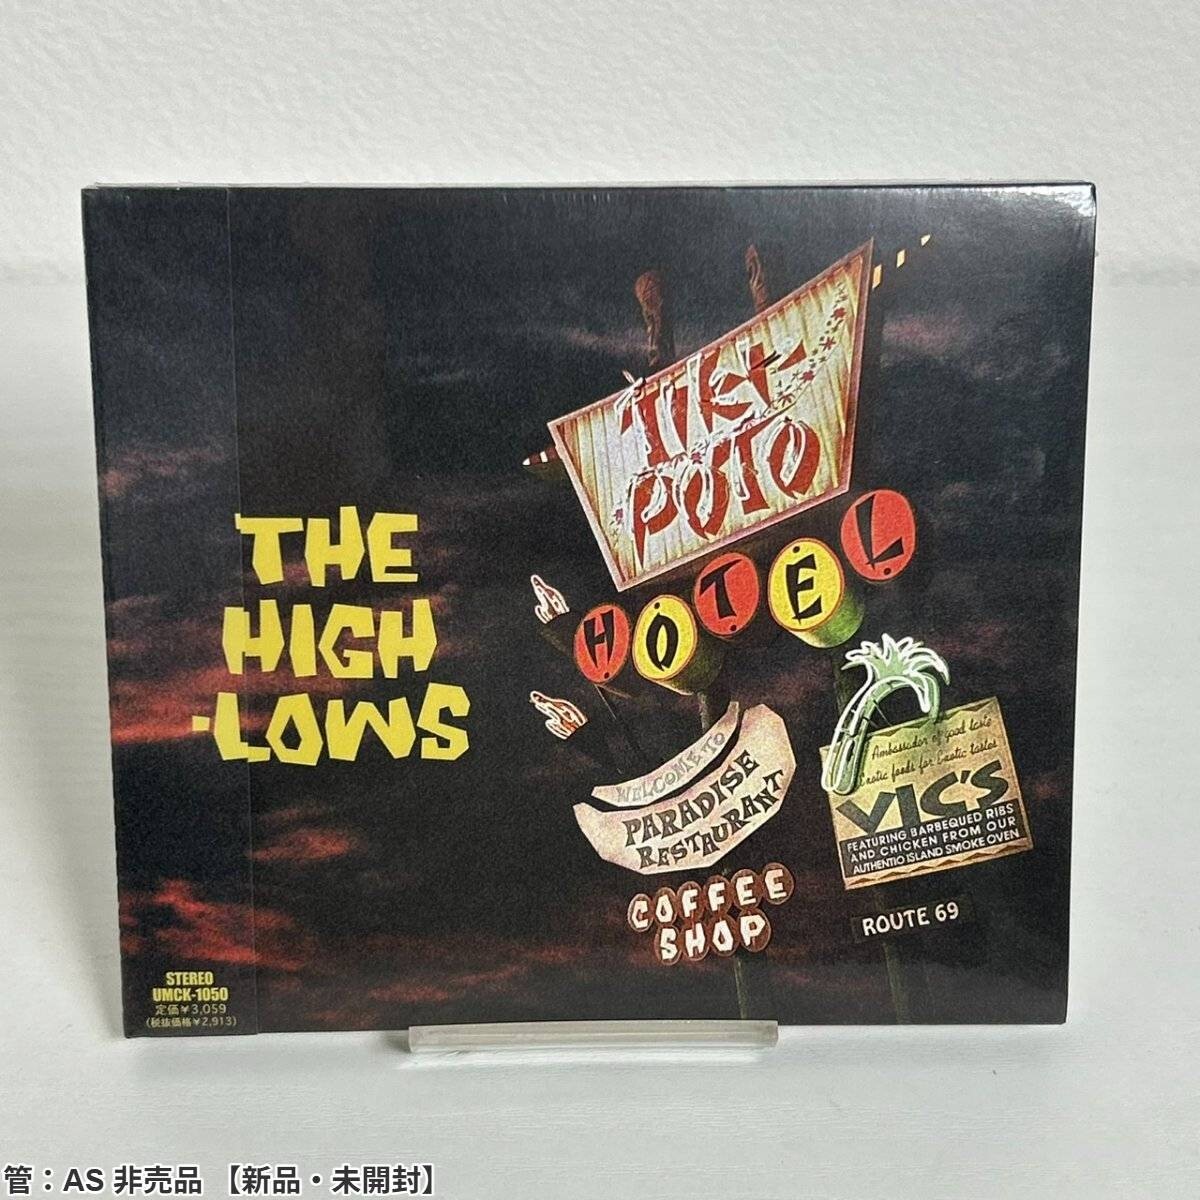 THE
HIGH
-LOWS
TIKI
POTO
HOTEL
WELCOME TO
PARADISE
RESTAURANT
COFFEE
SHOP
Ambassador of good taste
Exotic foods for Exotic tastes
VIC'S
FEATURING BARBEQUED RIBS
AND CHICKEN FROM OUR
AUTHENTIO ISLAND SMOKE OVEN
ROUTE 69
STEREO
UMCK-1050
定価¥3,059
(税抜価格¥2,913)
管：AS 非売品 【新品・未開封】